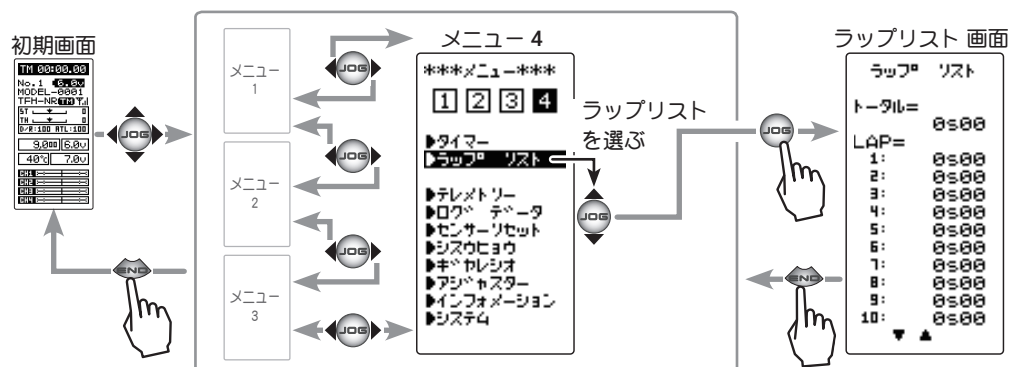 初期画面
TM 00:00.00
No.1 6.6v
MODEL-0001
TFH-NR TM
ST 0
TH 0
D/R:100 ATL:100
9,000 6.0v
40℃ 7.0v
CH1
CH2
CH3
CH4
END
JOG
メニュー
1
メニュー
2
メニュー
3
JOG
JOG
JOG
JOG
メニュー 4
***メニュー***
1 2 3 4
▶タイマー
▶ラップ リスト
▶テレメトリー
▶ログ データ
▶センサーリセット
▶シスウヒョウ
▶ギヤレシオ
▶アジャスター
▶インフォメーション
▶システム
ラップリスト
を選ぶ
JOG
JOG
END
ラップリスト 画面
ラップ リスト
トータル=
0s00
LAP=
1: 0s00
2: 0s00
3: 0s00
4: 0s00
5: 0s00
6: 0s00
7: 0s00
8: 0s00
9: 0s00
10: 0s00
▼ ▲